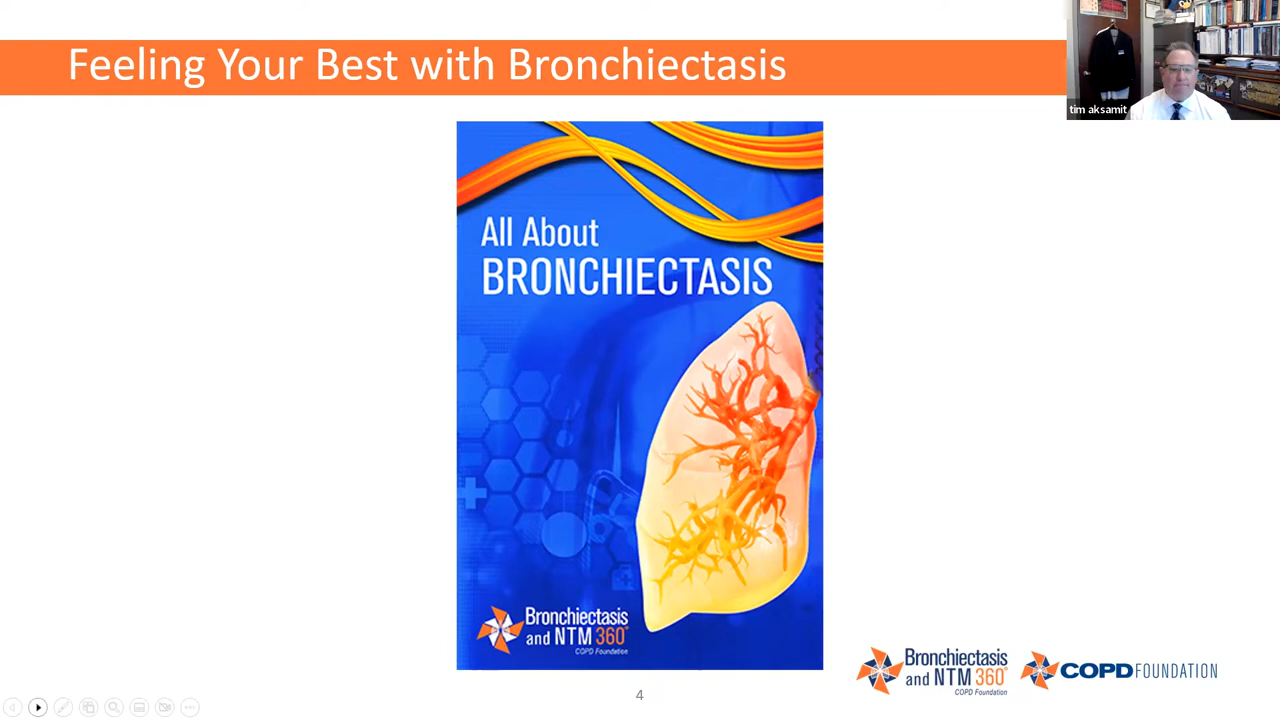 Feeling Your Best with Bronchiectasis
tim aksamit
All About
BRONCHIECTASIS
Bronchiectasis
and NTM 360°
COPD Foundation
Bronchiectasis
and NTM 360°
COPD Foundation
COPD FOUNDATION
4